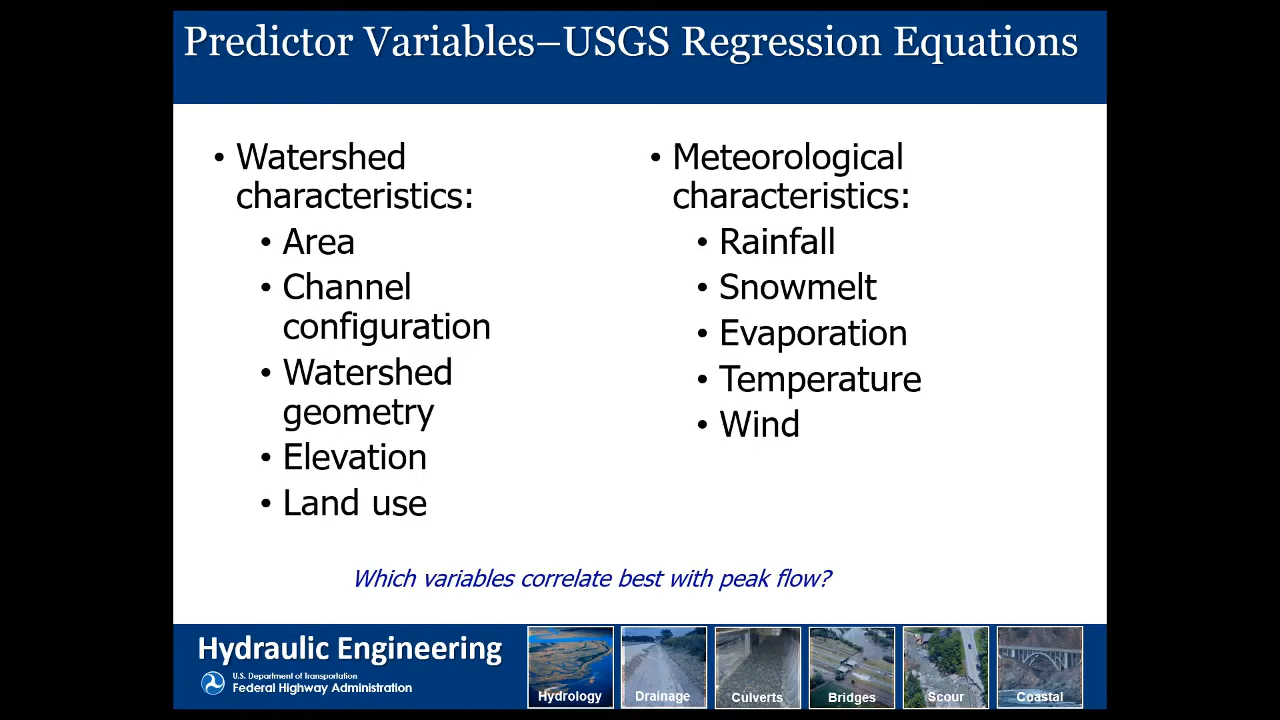 Predictor Variables–USGS Regression Equations
• Watershed
characteristics:
• Area
• Channel
configuration
• Watershed
geometry
• Elevation
• Land use
• Meteorological
characteristics:
• Rainfall
• Snowmelt
• Evaporation
• Temperature
• Wind
Which variables correlate best with peak flow?
Hydraulic Engineering
U.S. Department of Transportation
Federal Highway Administration
Hydrology
Drainage
Culverts
Bridges
Scour
Coastal